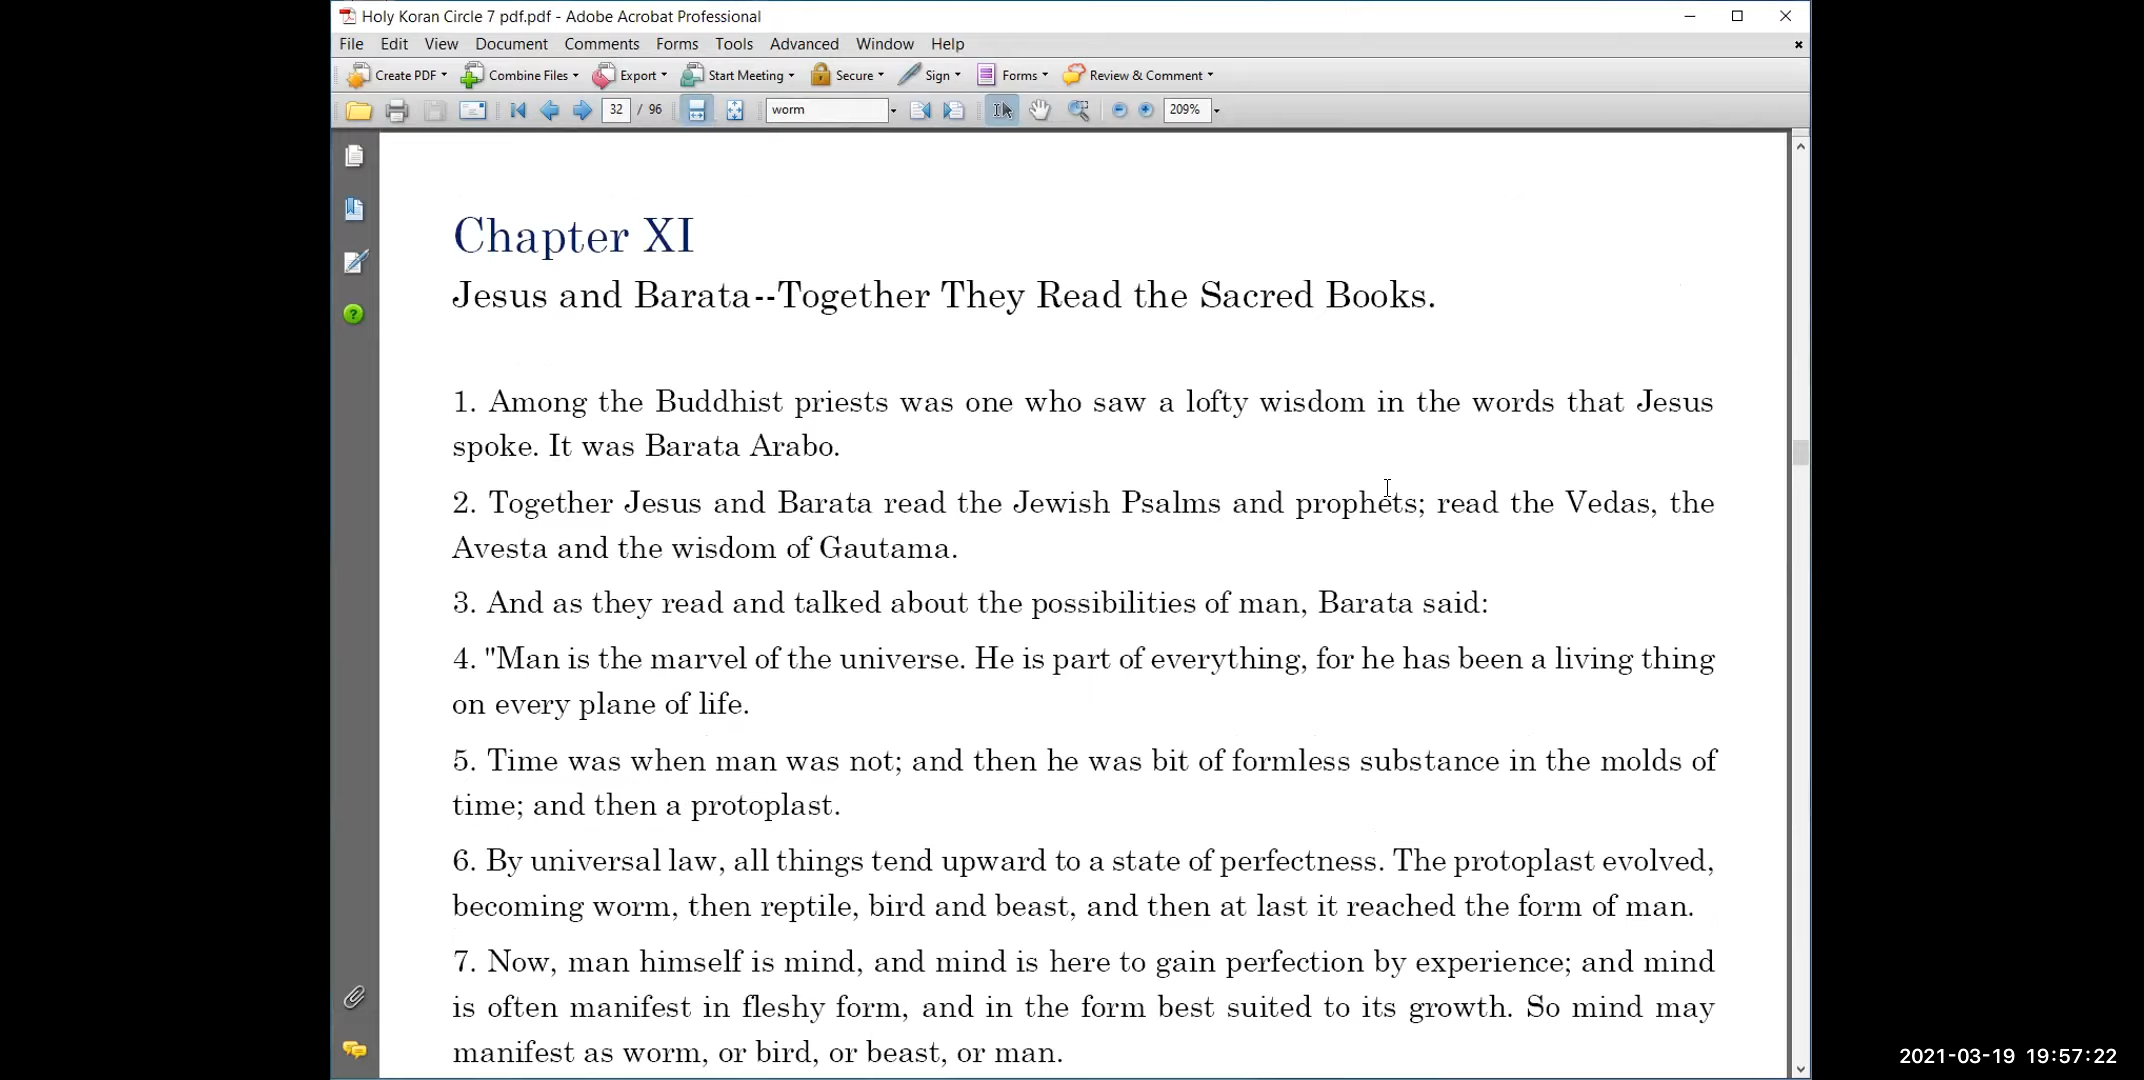 Holy Koran Circle 7 pdf.pdf - Adobe Acrobat Professional
File Edit View Document Comments Forms Tools Advanced Window Help
Create PDF Combine Files Export Start Meeting Secure Sign Forms Review & Comment
32 / 96 worm 209%
Chapter XI
Jesus and Barata--Together They Read the Sacred Books.
1. Among the Buddhist priests was one who saw a lofty wisdom in the words that Jesus
spoke. It was Barata Arabo.
2. Together Jesus and Barata read the Jewish Psalms and prophets; read the Vedas, the
Avesta and the wisdom of Gautama.
3. And as they read and talked about the possibilities of man, Barata said:
4. "Man is the marvel of the universe. He is part of everything, for he has been a living thing
on every plane of life.
5. Time was when man was not; and then he was bit of formless substance in the molds of
time; and then a protoplast.
6. By universal law, all things tend upward to a state of perfectness. The protoplast evolved,
becoming worm, then reptile, bird and beast, and then at last it reached the form of man.
7. Now, man himself is mind, and mind is here to gain perfection by experience; and mind
is often manifest in fleshy form, and in the form best suited to its growth. So mind may
manifest as worm, or bird, or beast, or man.
2021-03-19 19:57:22